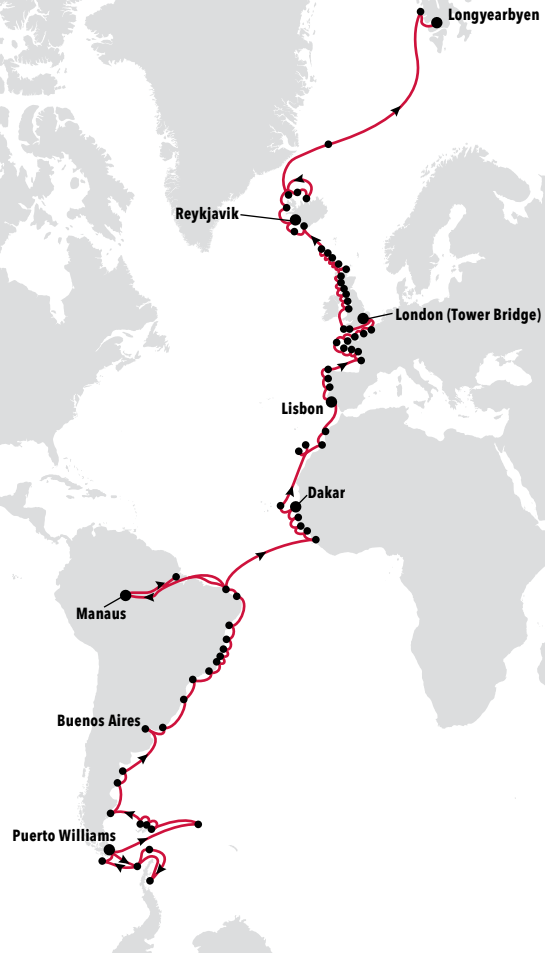 Longyearbyen
Reykjavik
London (Tower Bridge)
Lisbon
Dakar
Manaus
Buenos Aires
Puerto Williams